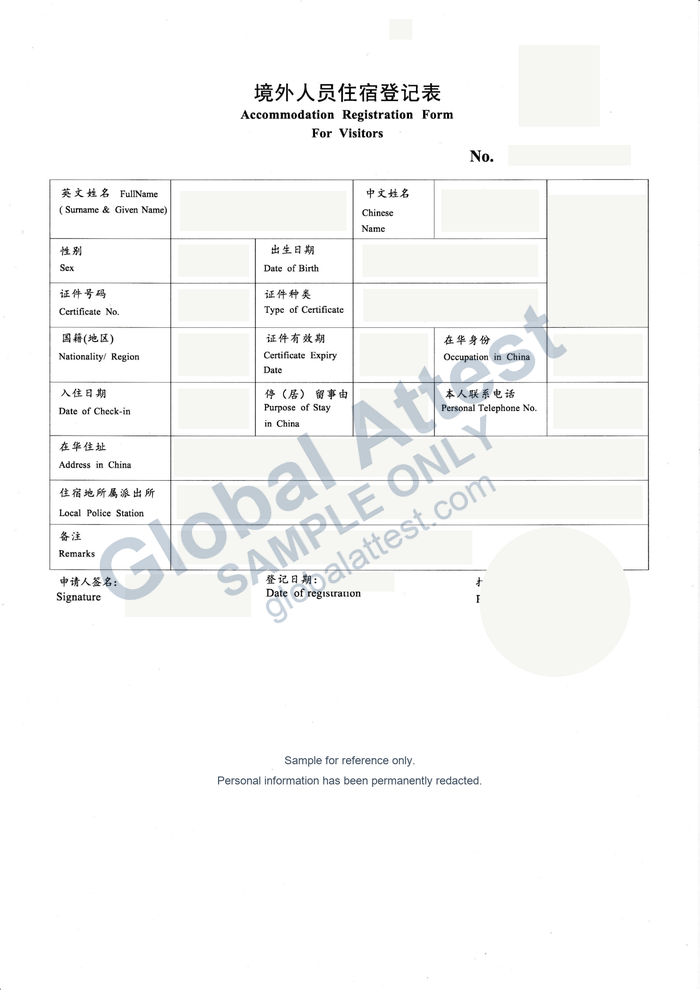 境外人员住宿登记表
Accommodation Registration Form
For Visitors
No.
英文姓名 FullName
( Surname & Given Name)
中文姓名
Chinese
Name
性别
Sex
出生日期
Date of Birth
证件号码
Certificate No.
证件种类
Type of Certificate
国籍(地区)
Nationality/ Region
证件有效期
Certificate Expiry
Date
在华身份
Occupation in China
入住日期
Date of Check-in
停（居）留事由
Purpose of Stay
in China
本人联系电话
Personal Telephone No.
在华住址
Address in China
住宿地所属派出所
Local Police Station
备注
Remarks
申请人签名:
Signature
登记日期:
Date of registration
Global Attest
SAMPLE ONLY
globalattest.com
Sample for reference only.
Personal information has been permanently redacted.